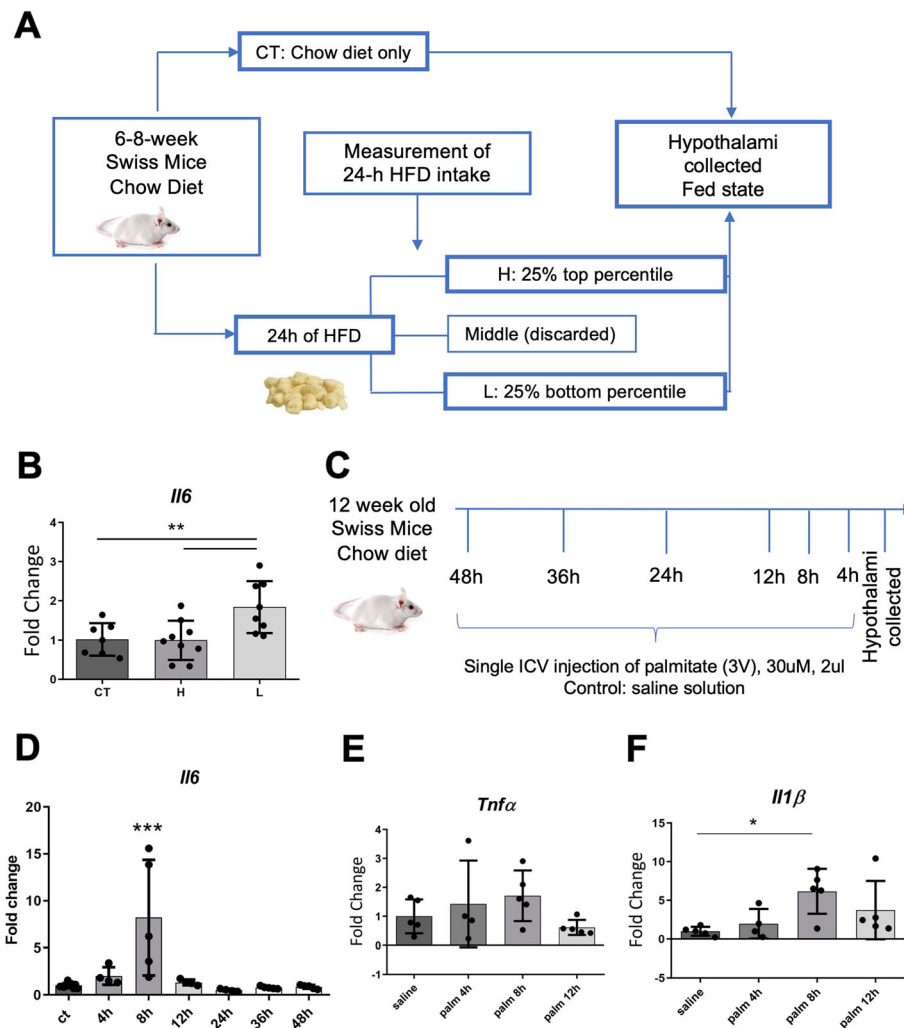 A
CT: Chow diet only
6-8-week
Swiss Mice
Chow Diet
Measurement of
24-h HFD intake
Hypothalami
collected
Fed state
H: 25% top percentile
24h of HFD
Middle (discarded)
L: 25% bottom percentile
B
Il6
**
Fold Change
4
3
2
1
0
CT
H
L
C
12 week old
Swiss Mice
Chow diet
48h
36h
24h
12h
8h
4h
Hypothalami
collected
Single ICV injection of palmitate (3V), 30uM, 2ul
Control: saline solution
D
Il6
***
Fold change
20
15
10
5
0
ct
4h
8h
12h
24h
36h
48h
E
Tnfα
Fold Change
4
3
2
1
0
-1
saline
palm 4h
palm 8h
palm 12h
F
Il1β
*
Fold Change
15
10
5
0
-5
saline
palm 4h
palm 8h
palm 12h